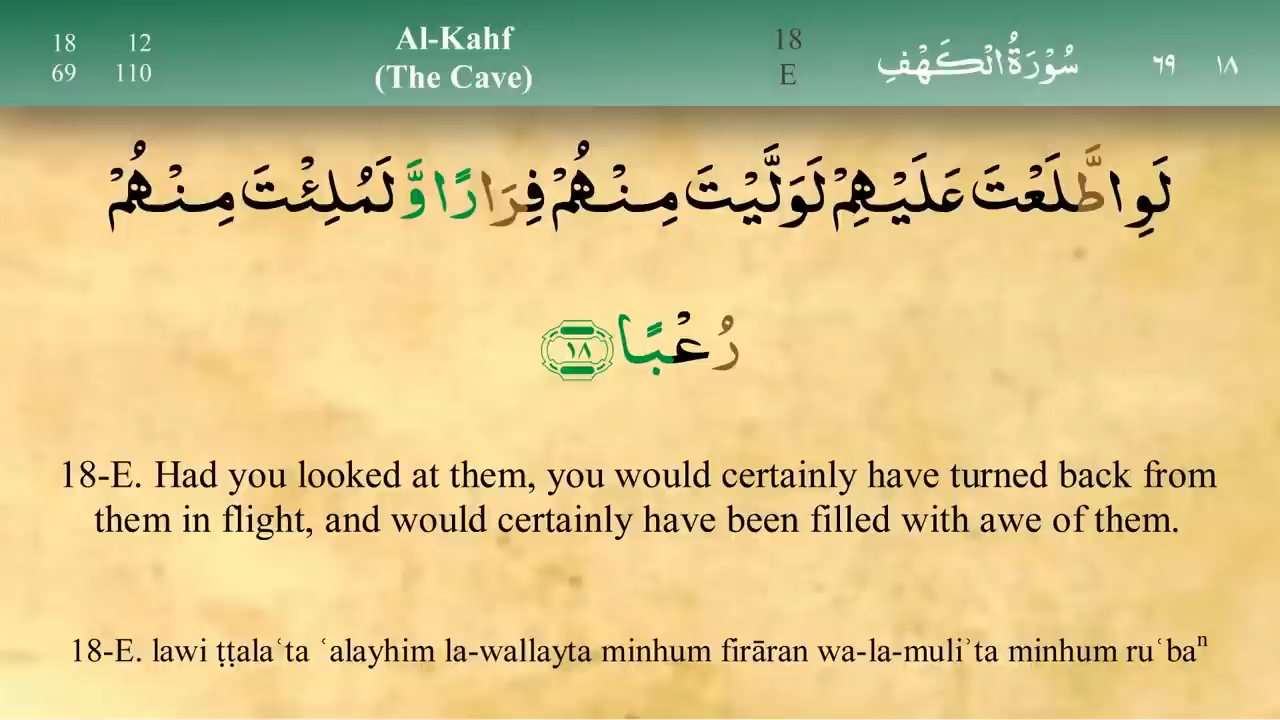 18 12 Al-Kahf 18 سُوْرَةُ الْكَهْفِ ٦٩ ١٨
69 110 (The Cave) E
لَوِ اطَّلَعْتَ عَلَيْهِمْ لَوَلَّيْتَ مِنْهُمْ فِرَارًا وَّلَمُلِئْتَ مِنْهُمْ
رُعْبًا ١٨
18-E. Had you looked at them, you would certainly have turned back from
them in flight, and would certainly have been filled with awe of them.
18-E. lawi ṭṭalaʿta ʿalayhim la-wallayta minhum firāran wa-la-muliʾta minhum ruʿbaⁿ